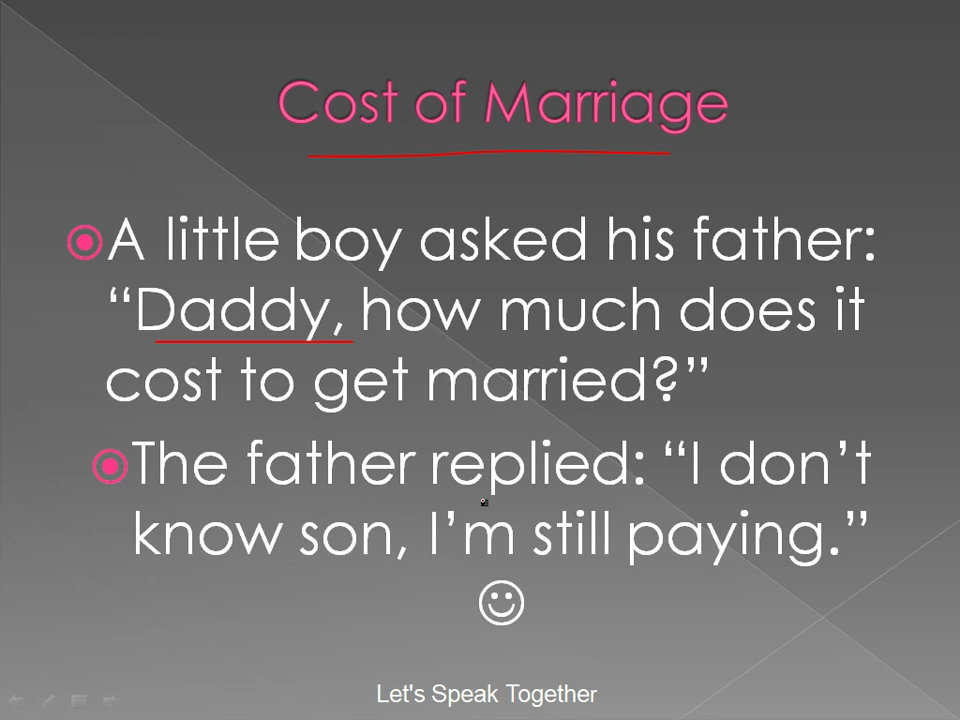 Cost of Marriage
A little boy asked his father:
“Daddy, how much does it
cost to get married?”
The father replied: “I don’t
know son, I’m still paying.”
☺
Let's Speak Together